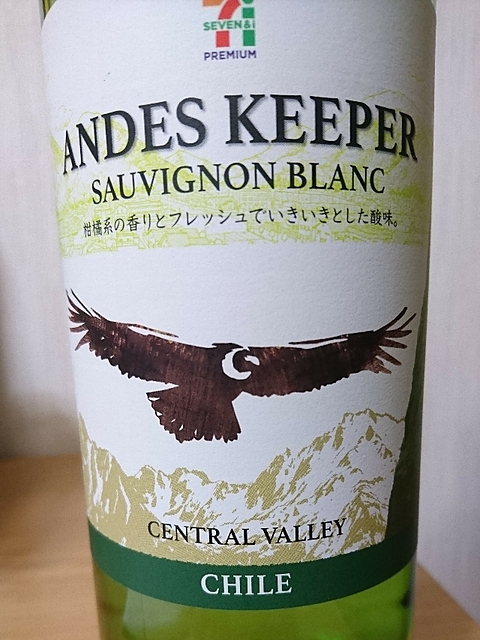 7
SEVEN&i
PREMIUM
ANDES KEEPER
SAUVIGNON BLANC
柑橘系の香りとフレッシュでいきいきとした酸味。
CENTRAL VALLEY
CHILE